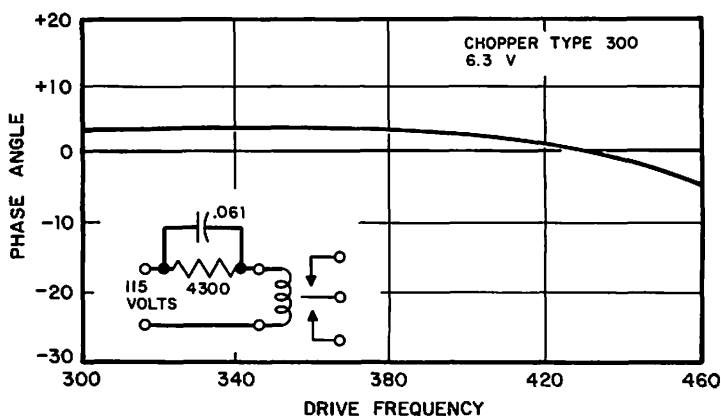 +20
+10
0
-10
-20
-30
PHASE ANGLE
CHOPPER TYPE 300
6.3 V
.061
4300
115
VOLTS
300
340
380
420
460
DRIVE FREQUENCY